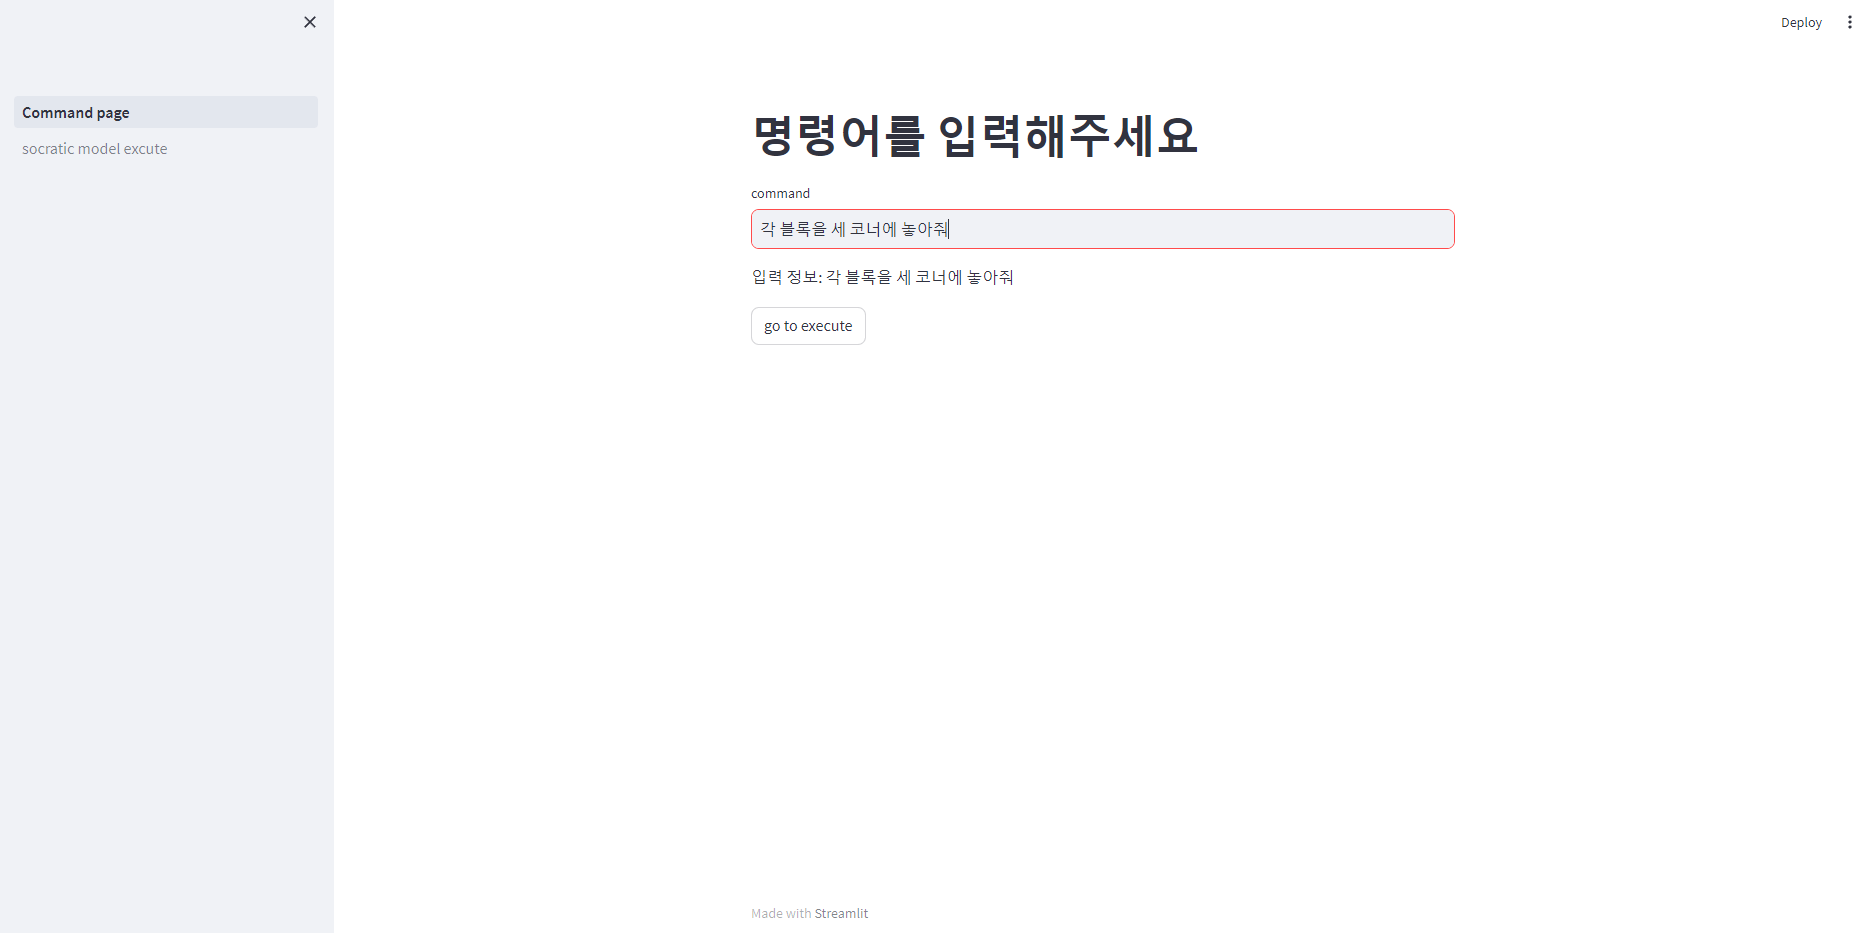 Deploy
Command page
socratic model excute
명령어를 입력해주세요
command
각 블록을 세 코너에 놓아줘
입력 정보: 각 블록을 세 코너에 놓아줘
go to execute
Made with Streamlit